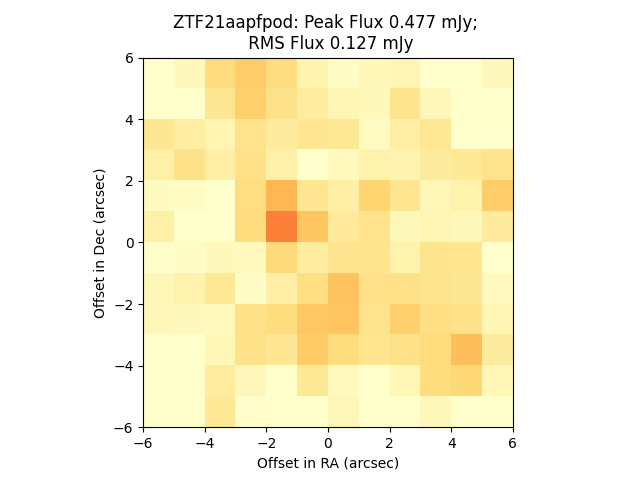 ZTF21aapfpod: Peak Flux 0.477 mJy;
RMS Flux 0.127 mJy
6
4
2
0
−2
−4
−6
Offset in Dec (arcsec)
−6 −4 −2 0 2 4 6
Offset in RA (arcsec)